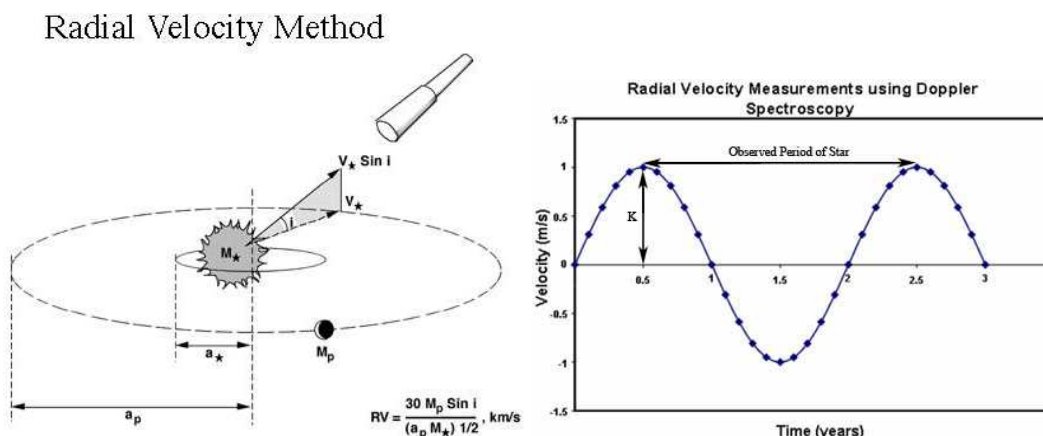 Radial Velocity Method
V★ Sin i
V★
i
M★
Mp
a★
ap
RV = 30 Mp Sin i / (ap M★) 1/2 , km/s
Radial Velocity Measurements using Doppler
Spectroscopy
Velocity (m/s)
1.5
1
0.5
0
-0.5
-1
-1.5
Observed Period of Star
K
0.5
1
1.5
2
2.5
3
Time (years)